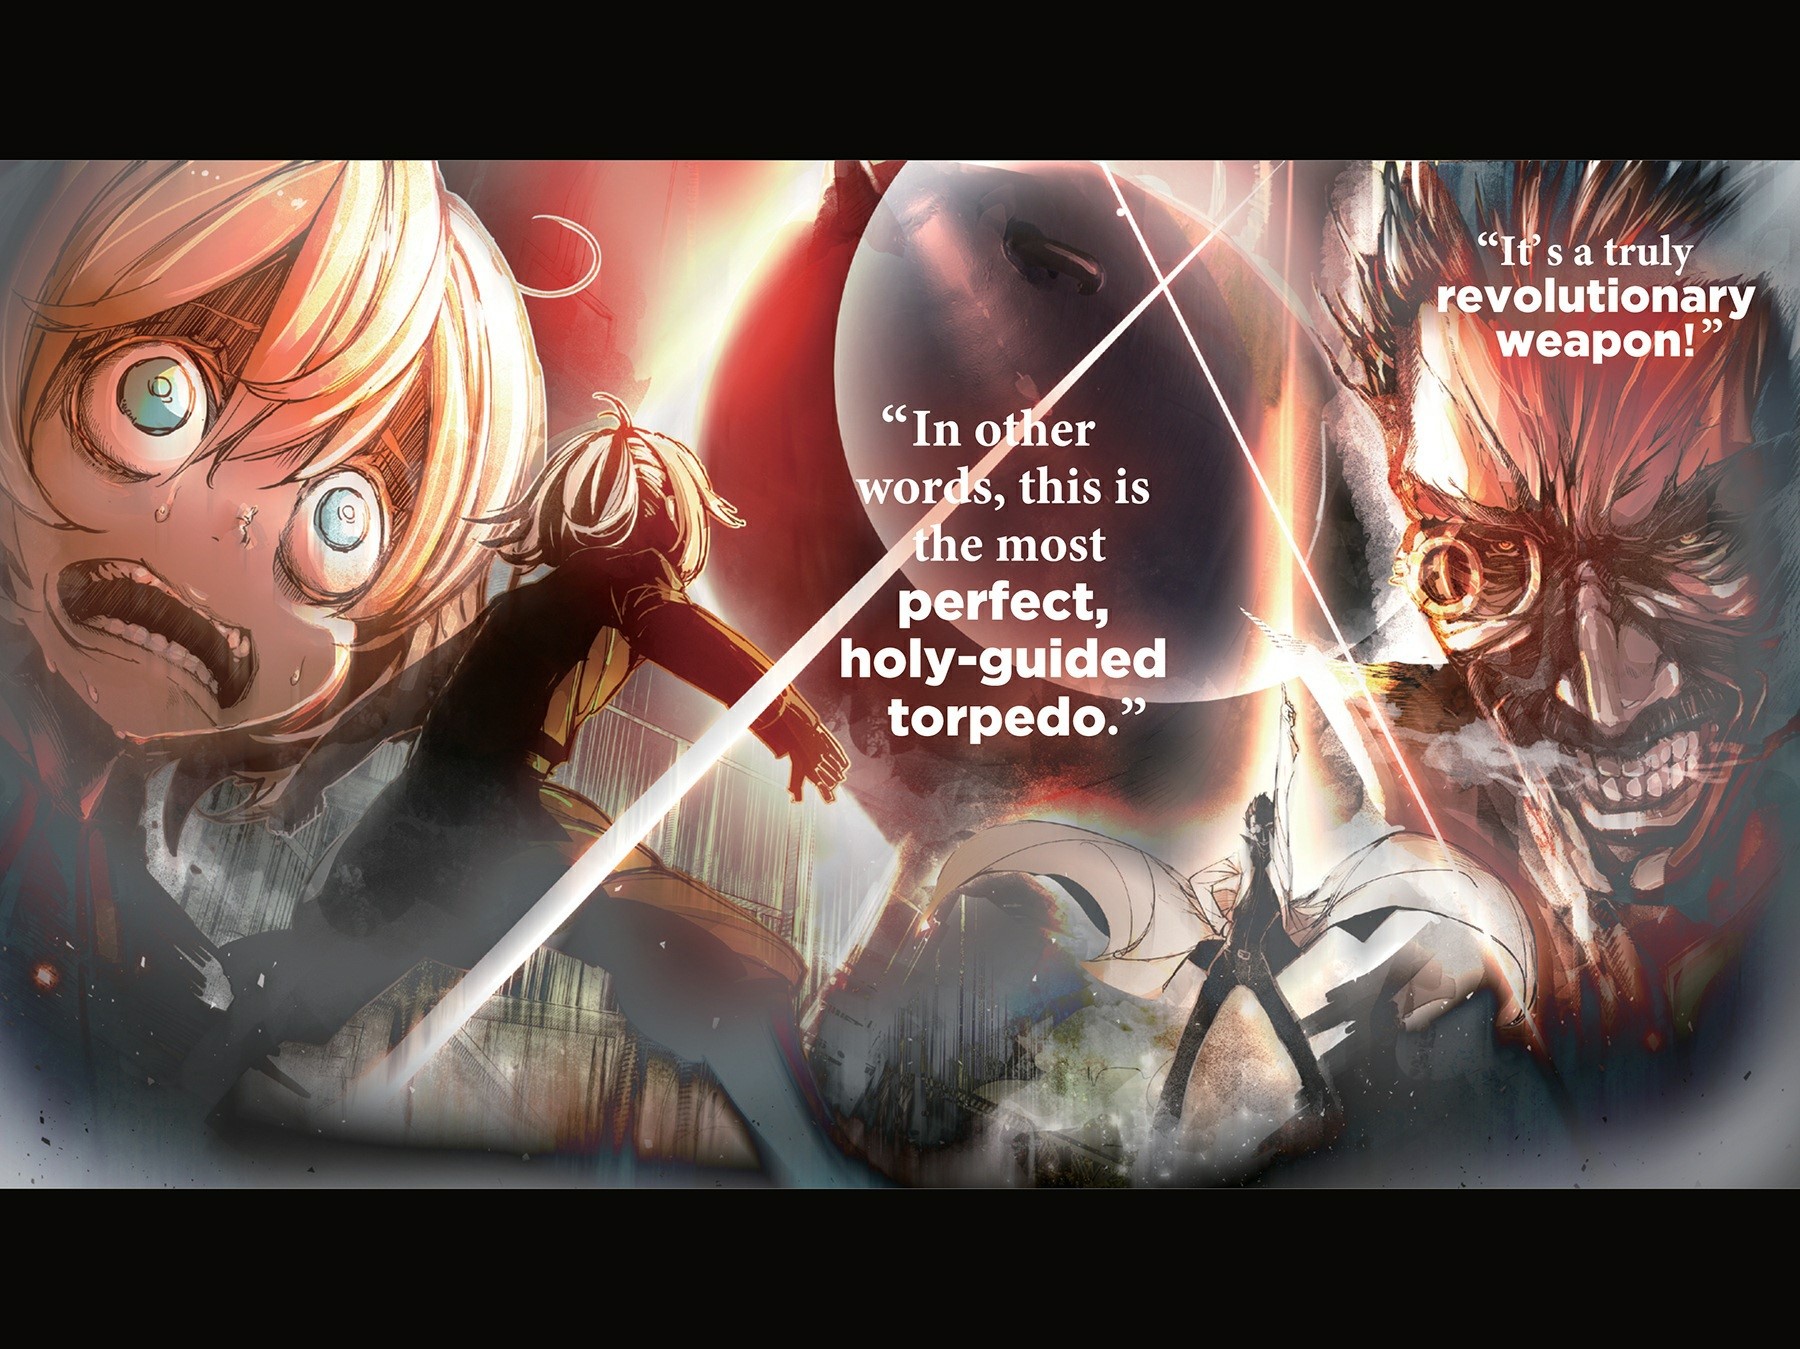 “In other
words, this is
the most
perfect,
holy-guided
torpedo.”
“It’s a truly
revolutionary
weapon!”